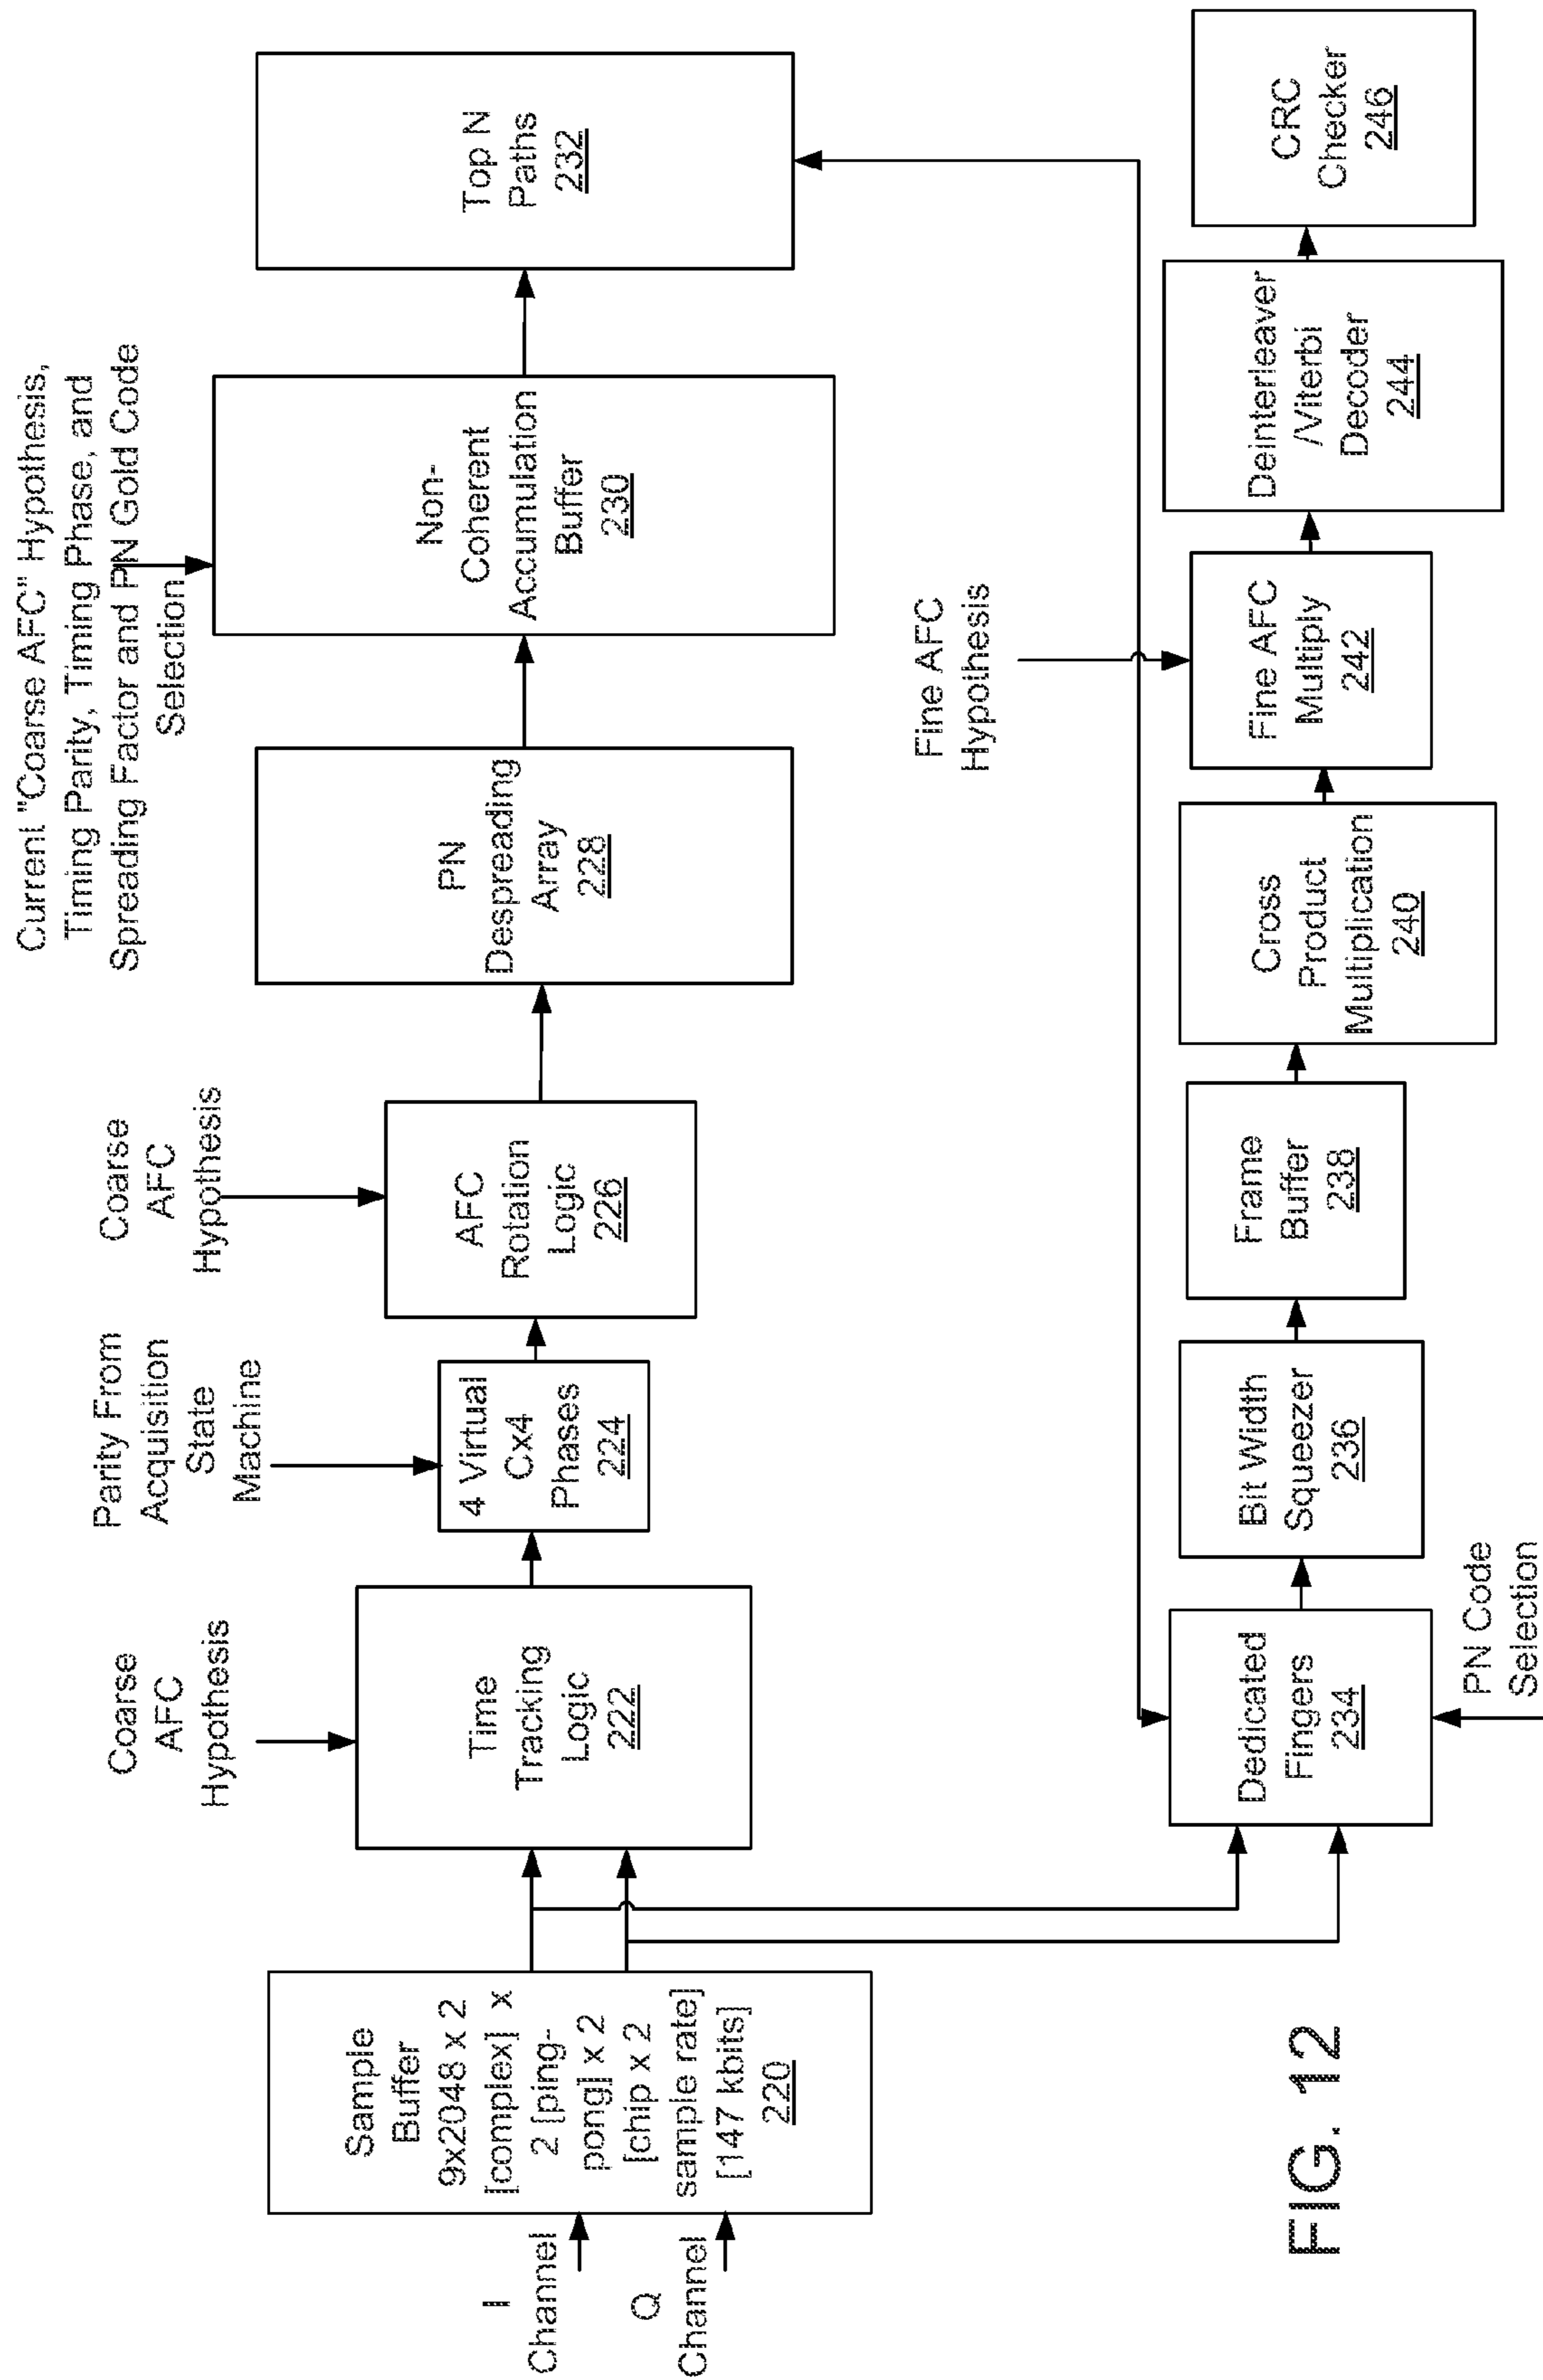 Current "Coarse AFC" Hypothesis,
Timing Parity, Timing Phase, and
Spreading Factor and PN Gold Code
Selection
Coarse
AFC
Hypothesis
Parity From
Acquisition
State
Machine
Coarse
AFC
Hypothesis
I
Channel
Q
Channel
Sample
Buffer
9x2048 x 2
[complex] x
2 [ping-
pong] x 2
[chip x 2
sample rate]
[147 kbits]
220
Time
Tracking
Logic
222
4 Virtual
Cx4
Phases
224
AFC
Rotation
Logic
226
PN
Despreading
Array
228
Non-
Coherent
Accumulation
Buffer
230
Top N
Paths
232
Fine AFC
Hypothesis
Dedicated
Fingers
234
Bit Width
Squeezer
236
Frame
Buffer
238
Cross
Product
Multiplication
240
Fine AFC
Multiply
242
Deinterleaver
/Viterbi
Decoder
244
CRC
Checker
246
PN Code
Selection
FIG. 12